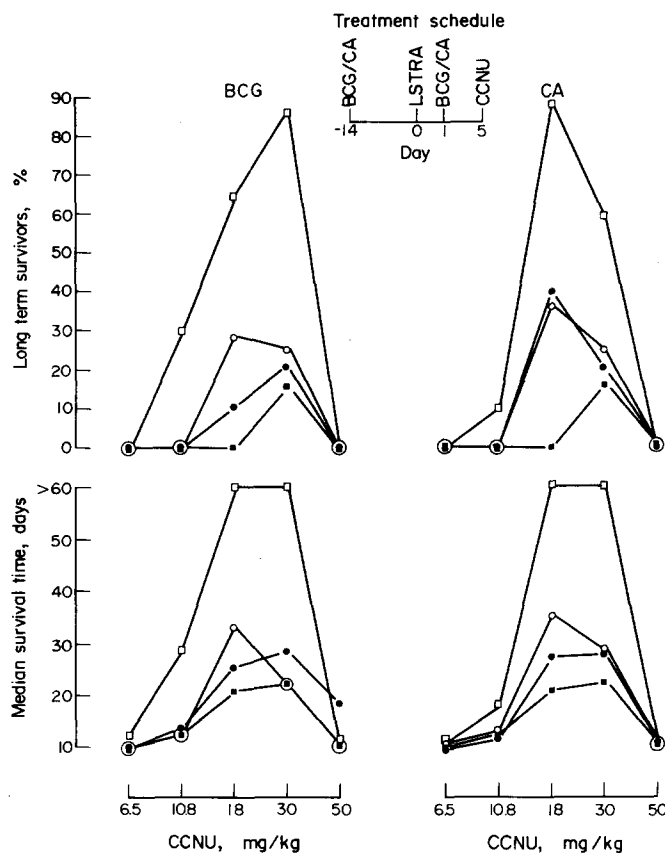 Treatment schedule
BCG/CA
LSTRA
BCG/CA
CCNU
-14
0
1
5
Day
BCG
CA
Long term survivors, %
90
80
70
60
50
40
30
20
10
0
Median survival time, days
>60
50
40
30
20
10
6.5
10.8
18
30
50
CCNU, mg/kg
6.5
10.8
18
30
50
CCNU, mg/kg